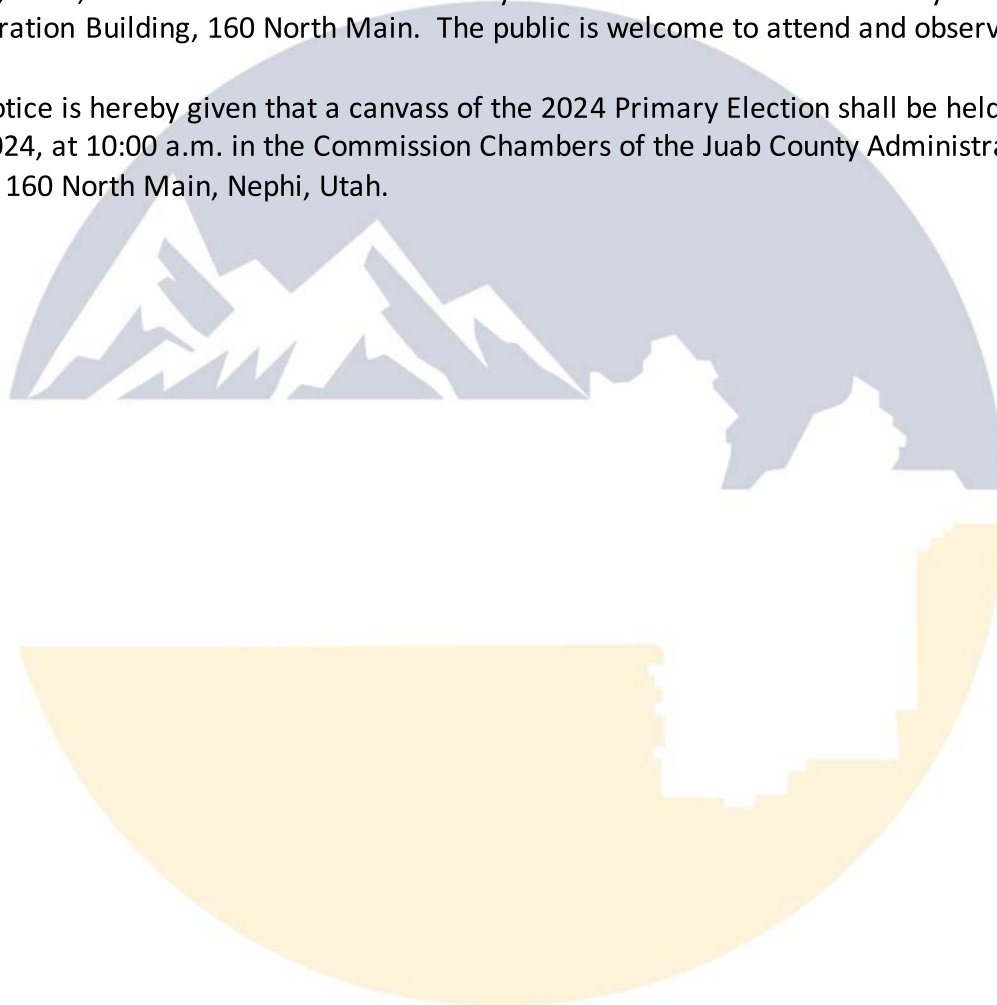 ration Building, 160 North Main. The public is welcome to attend and observ
otice is hereby given that a canvass of the 2024 Primary Election shall be held
024, at 10:00 a.m. in the Commission Chambers of the Juab County Administra
160 North Main, Nephi, Utah.